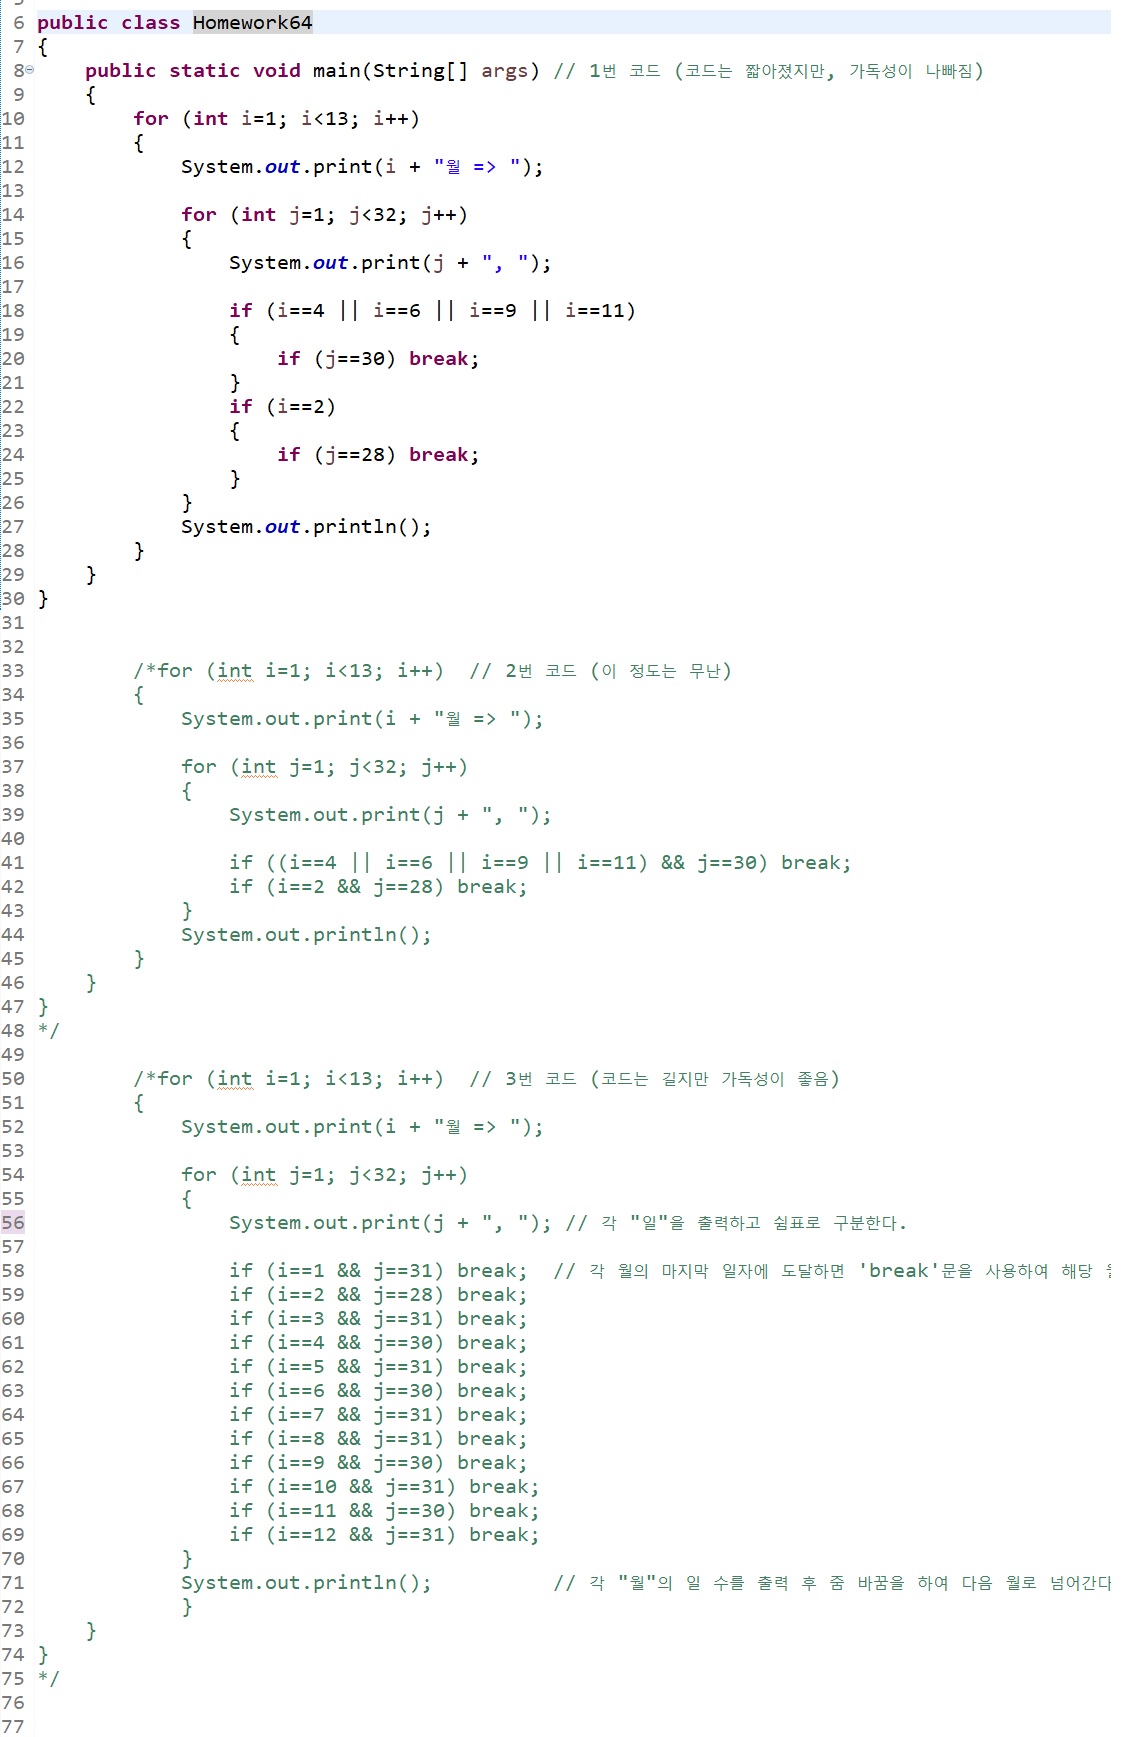 6 public class Homework64
7 {
8 public static void main(String[] args) // 1번 코드 (코드는 짧아졌지만, 가독성이 나빠짐)
9 {
10 for (int i=1; i<13; i++)
11 {
12 System.out.print(i + "월 => ");
13
14 for (int j=1; j<32; j++)
15 {
16 System.out.print(j + ", ");
17
18 if (i==4 || i==6 || i==9 || i==11)
19 {
20 if (j==30) break;
21 }
22 if (i==2)
23 {
24 if (j==28) break;
25 }
26 }
27 System.out.println();
28 }
29 }
30 }
31
32
33 /*for (int i=1; i<13; i++) // 2번 코드 (이 정도는 무난)
34 {
35 System.out.print(i + "월 => ");
36
37 for (int j=1; j<32; j++)
38 {
39 System.out.print(j + ", ");
40
41 if ((i==4 || i==6 || i==9 || i==11) && j==30) break;
42 if (i==2 && j==28) break;
43 }
44 System.out.println();
45 }
46 }
47 }
48 */
49
50 /*for (int i=1; i<13; i++) // 3번 코드 (코드는 길지만 가독성이 좋음)
51 {
52 System.out.print(i + "월 => ");
53
54 for (int j=1; j<32; j++)
55 {
56 System.out.print(j + ", "); // 각 "일"을 출력하고 쉼표로 구분한다.
57
58 if (i==1 && j==31) break; // 각 월의 마지막 일자에 도달하면 'break'문을 사용하여 해당
59 if (i==2 && j==28) break;
60 if (i==3 && j==31) break;
61 if (i==4 && j==30) break;
62 if (i==5 && j==31) break;
63 if (i==6 && j==30) break;
64 if (i==7 && j==31) break;
65 if (i==8 && j==31) break;
66 if (i==9 && j==30) break;
67 if (i==10 && j==31) break;
68 if (i==11 && j==30) break;
69 if (i==12 && j==31) break;
70 }
71 System.out.println(); // 각 "월"의 일 수를 출력 후 줌 바꿈을 하여 다음 월로 넘어간다
72 }
73 }
74 }
75 */
76
77